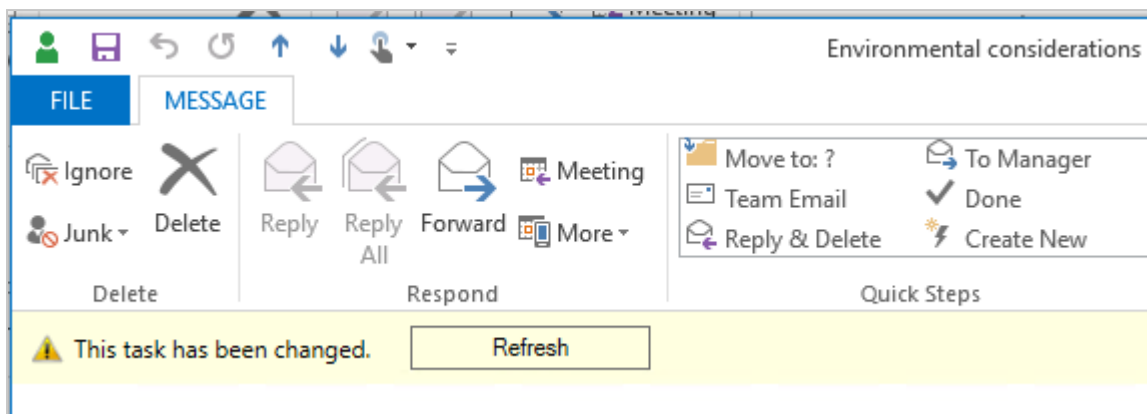 Environmental considerations
FILE MESSAGE
Ignore
Junk
Delete
Reply
Reply
All
Forward
Meeting
More
Move to: ?
Team Email
Reply & Delete
To Manager
Done
Create New
Delete
Respond
Quick Steps
This task has been changed.
Refresh